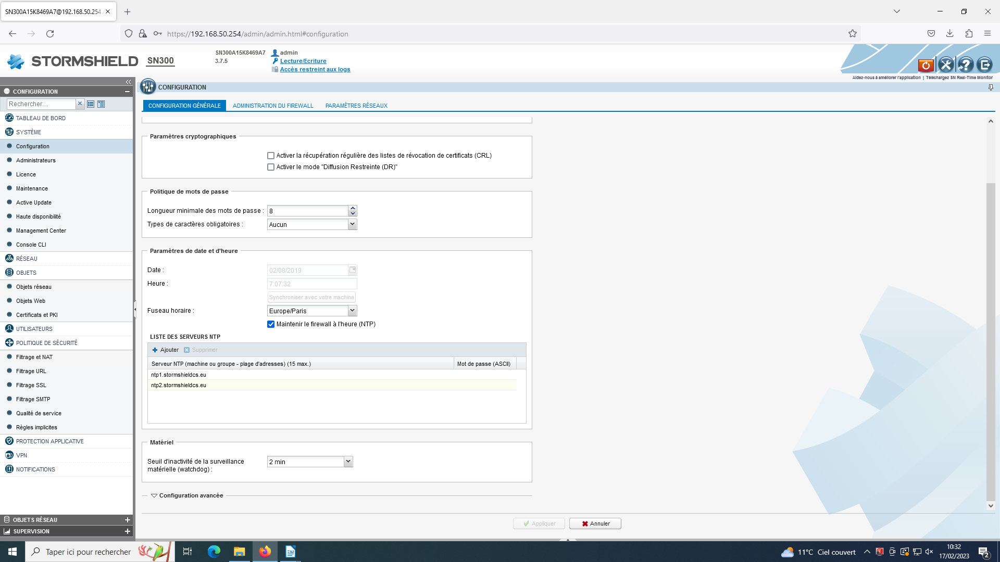 SN300A15K8469A7@192.168.50.254
https://192.168.50.254/admin/admin.html#configuration
STORMSHIELD SN300
SN300A15K8469A7
3.7.5
admin
Lecture/Ecriture
Accès restreint aux logs
Aidez-nous à améliorer l'application | Téléchargez SN Real-Time Monitor
CONFIGURATION
Rechercher...
TABLEAU DE BORD
SYSTÈME
Configuration
Administrateurs
Licence
Maintenance
Active Update
Haute disponibilité
Management Center
Console CLI
RÉSEAU
OBJETS
Objets réseau
Objets Web
Certificats et PKI
UTILISATEURS
POLITIQUE DE SÉCURITÉ
Filtrage et NAT
Filtrage URL
Filtrage SSL
Filtrage SMTP
Qualité de service
Règles implicites
PROTECTION APPLICATIVE
VPN
NOTIFICATIONS
OBJETS RÉSEAU
SUPERVISION
CONFIGURATION
CONFIGURATION GÉNÉRALE ADMINISTRATION DU FIREWALL PARAMÈTRES RÉSEAUX
Paramètres cryptographiques
Activer la récupération régulière des listes de révocation de certificats (CRL)
Activer le mode "Diffusion Restreinte (DR)"
Politique de mots de passe
Longueur minimale des mots de passe : 8
Types de caractères obligatoires : Aucun
Paramètres de date et d'heure
Date : 02/08/2019
Heure : 7:07:32
Synchroniser avec votre machine
Fuseau horaire : Europe/Paris
Maintenir le firewall à l'heure (NTP)
LISTE DES SERVEURS NTP
Ajouter Supprimer
Serveur NTP (machine ou groupe - plage d'adresses) (15 max.) Mot de passe (ASCII)
ntp1.stormshieldcs.eu
ntp2.stormshieldcs.eu
Matériel
Seuil d'inactivité de la surveillance
matérielle (watchdog) : 2 min
Configuration avancée
Appliquer Annuler
Taper ici pour rechercher
11°C Ciel couvert
10:32
17/02/2023
2